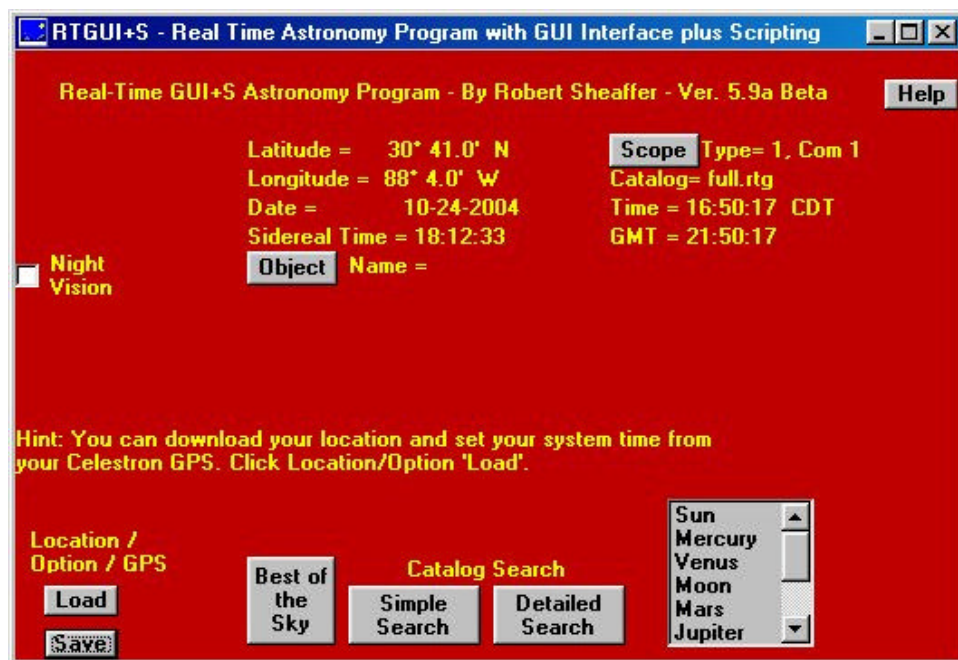 RTGUI+S - Real Time Astronomy Program with GUI Interface plus Scripting
Real-Time GUI+S Astronomy Program - By Robert Sheaffer - Ver. 5.9a Beta
Help
Latitude = 30° 41.0' N
Scope Type= 1, Com 1
Longitude = 88° 4.0' W
Catalog= full.rtg
Date = 10-24-2004
Time = 16:50:17 CDT
Sidereal Time = 18:12:33
GMT = 21:50:17
Night
Vision
Object Name =
Hint: You can download your location and set your system time from
your Celestron GPS. Click Location/Option 'Load'.
Location /
Option / GPS
Load
Save
Best of
the
Sky
Catalog Search
Simple
Search
Detailed
Search
Sun
Mercury
Venus
Moon
Mars
Jupiter